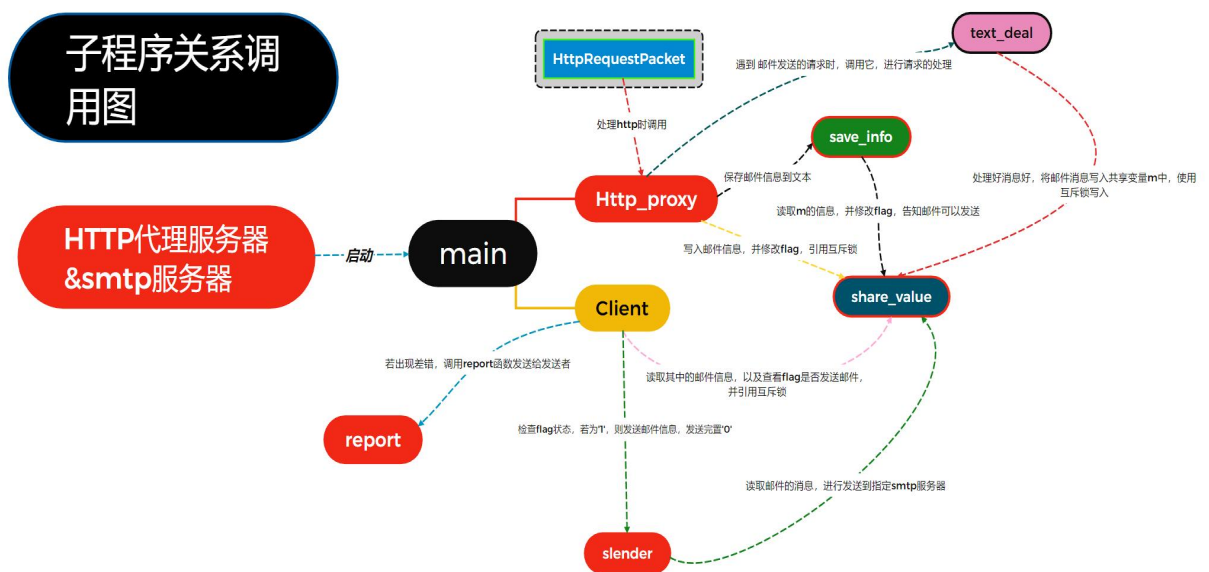 子程序关系调
用图
text_deal
HttpRequestPacket
遇到 邮件发送的请求时，调用它，进行请求的处理
处理http时调用
save_info
保存邮件信息到文本
处理好消息好，将邮件消息写入共享变量m中，使用
互斥锁写入
Http_proxy
读取m的信息，并修改flag，告知邮件可以发送
HTTP代理服务器
&smtp服务器
启动
main
写入邮件信息，并修改flag，引用互斥锁
share_value
Client
若出现差错，调用report函数发送给发送者
读取其中的邮件信息，以及查看flag是否发送邮件，
并引用互斥锁
report
检查flag状态，若为'1'，则发送邮件信息，发送完置'0'
读取邮件的消息，进行发送到指定smtp服务器
slender